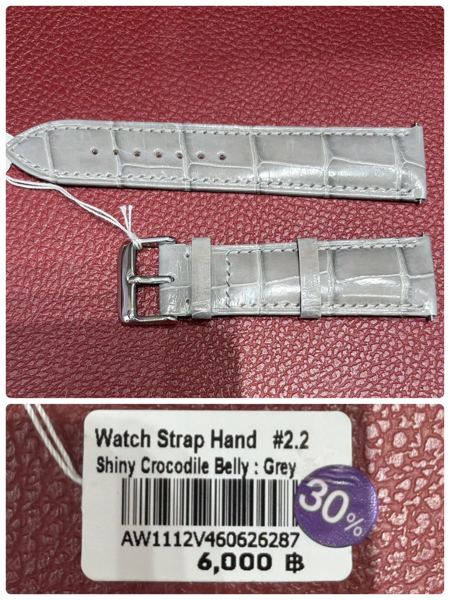 Watch Strap Hand #2.2
Shiny Crocodile Belly : Grey
30%
AW1112V460626287
6,000 ฿